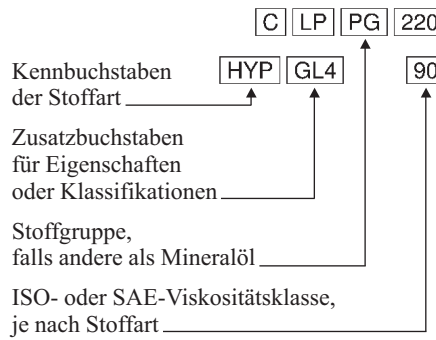 C LP PG 220
Kennbuchstaben HYP GL4 90
der Stoffart
Zusatzbuchstaben
für Eigenschaften
oder Klassifikationen
Stoffgruppe,
falls andere als Mineralöl
ISO- oder SAE-Viskositätsklasse,
je nach Stoffart